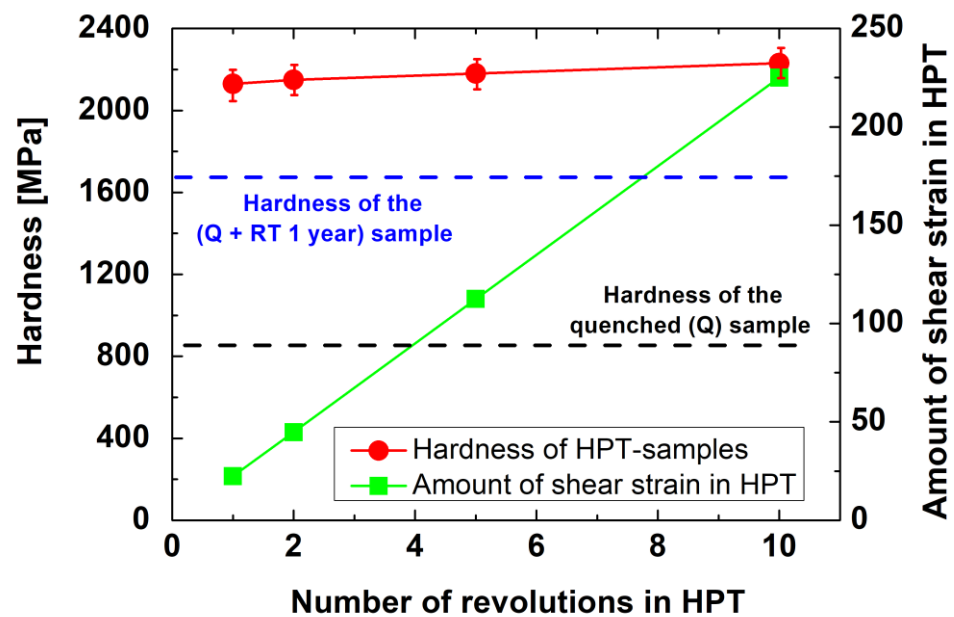 2400
2000
1600
1200
800
400
0
Hardness [MPa]
250
200
150
100
50
0
Amount of shear strain in HPT
Hardness of the
(Q + RT 1 year) sample
Hardness of the
quenched (Q) sample
Hardness of HPT-samples
Amount of shear strain in HPT
0 2 4 6 8 10
Number of revolutions in HPT